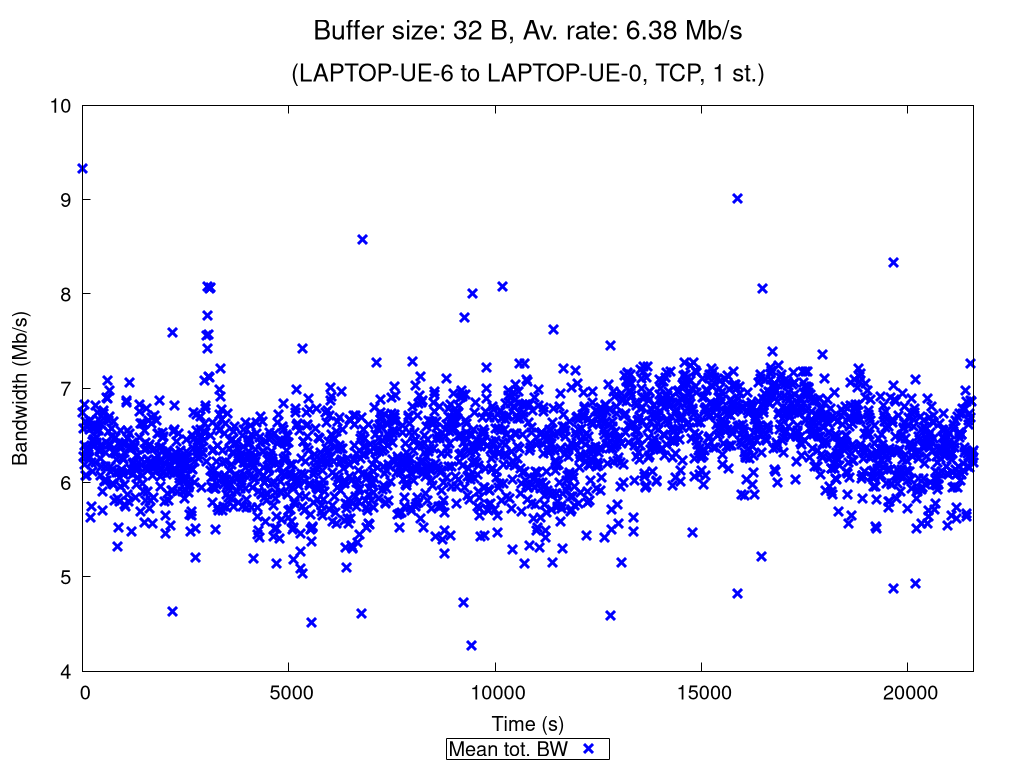 Buffer size: 32 B, Av. rate: 6.38 Mb/s
(LAPTOP-UE-6 to LAPTOP-UE-0, TCP, 1 st.)
10
9
8
7
6
5
4
Bandwidth (Mb/s)
0 5000 10000 15000 20000
Time (s)
Mean tot. BW